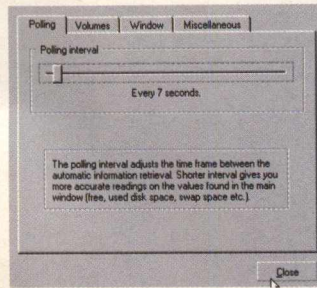 Polling Volumes Window Miscellaneous
Polling interval
Every 7 seconds.
The polling interval adjusts the time frame between the
automatic information retrieval. Shorter interval gives you
more accurate readings on the values found in the main
window (free, used disk space, swap space etc.).
Close